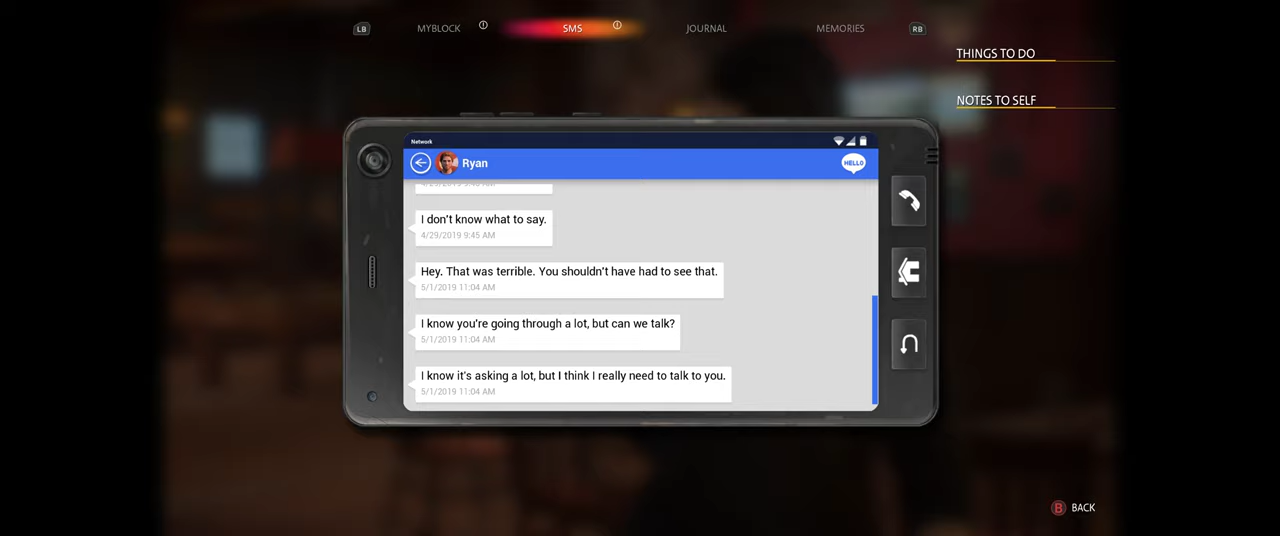 LB MYBLOCK SMS JOURNAL MEMORIES RB
THINGS TO DO
NOTES TO SELF
Network
Ryan
HELLO
I don't know what to say.
4/29/2019 9:45 AM
Hey. That was terrible. You shouldn't have had to see that.
5/1/2019 11:04 AM
I know you're going through a lot, but can we talk?
5/1/2019 11:04 AM
I know it's asking a lot, but I think I really need to talk to you.
5/1/2019 11:04 AM
B BACK